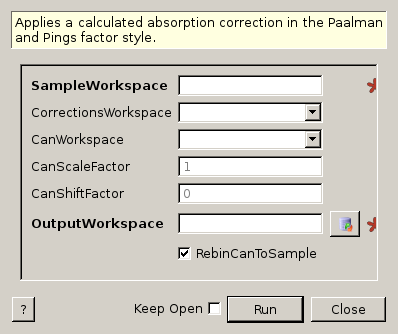 Applies a calculated absorption correction in the Paalman
and Pings factor style.
SampleWorkspace
CorrectionsWorkspace
CanWorkspace
CanScaleFactor 1
CanShiftFactor 0
OutputWorkspace
RebinCanToSample
? Keep Open Run Close